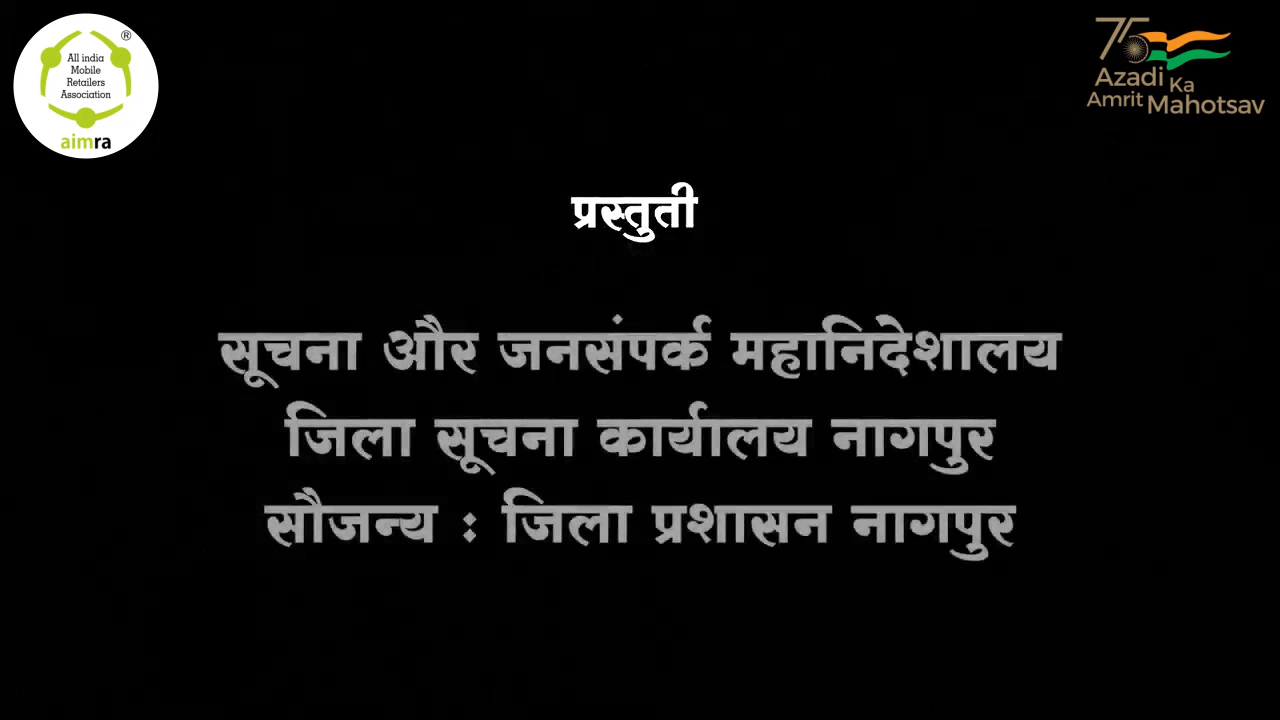 All india
Mobile
Retailers
Association
®
aimra
75
Azadi Ka
Amrit Mahotsav
प्रस्तुती
सूचना और जनसंपर्क महानिदेशालय
जिला सूचना कार्यालय नागपुर
सौजन्य : जिला प्रशासन नागपुर